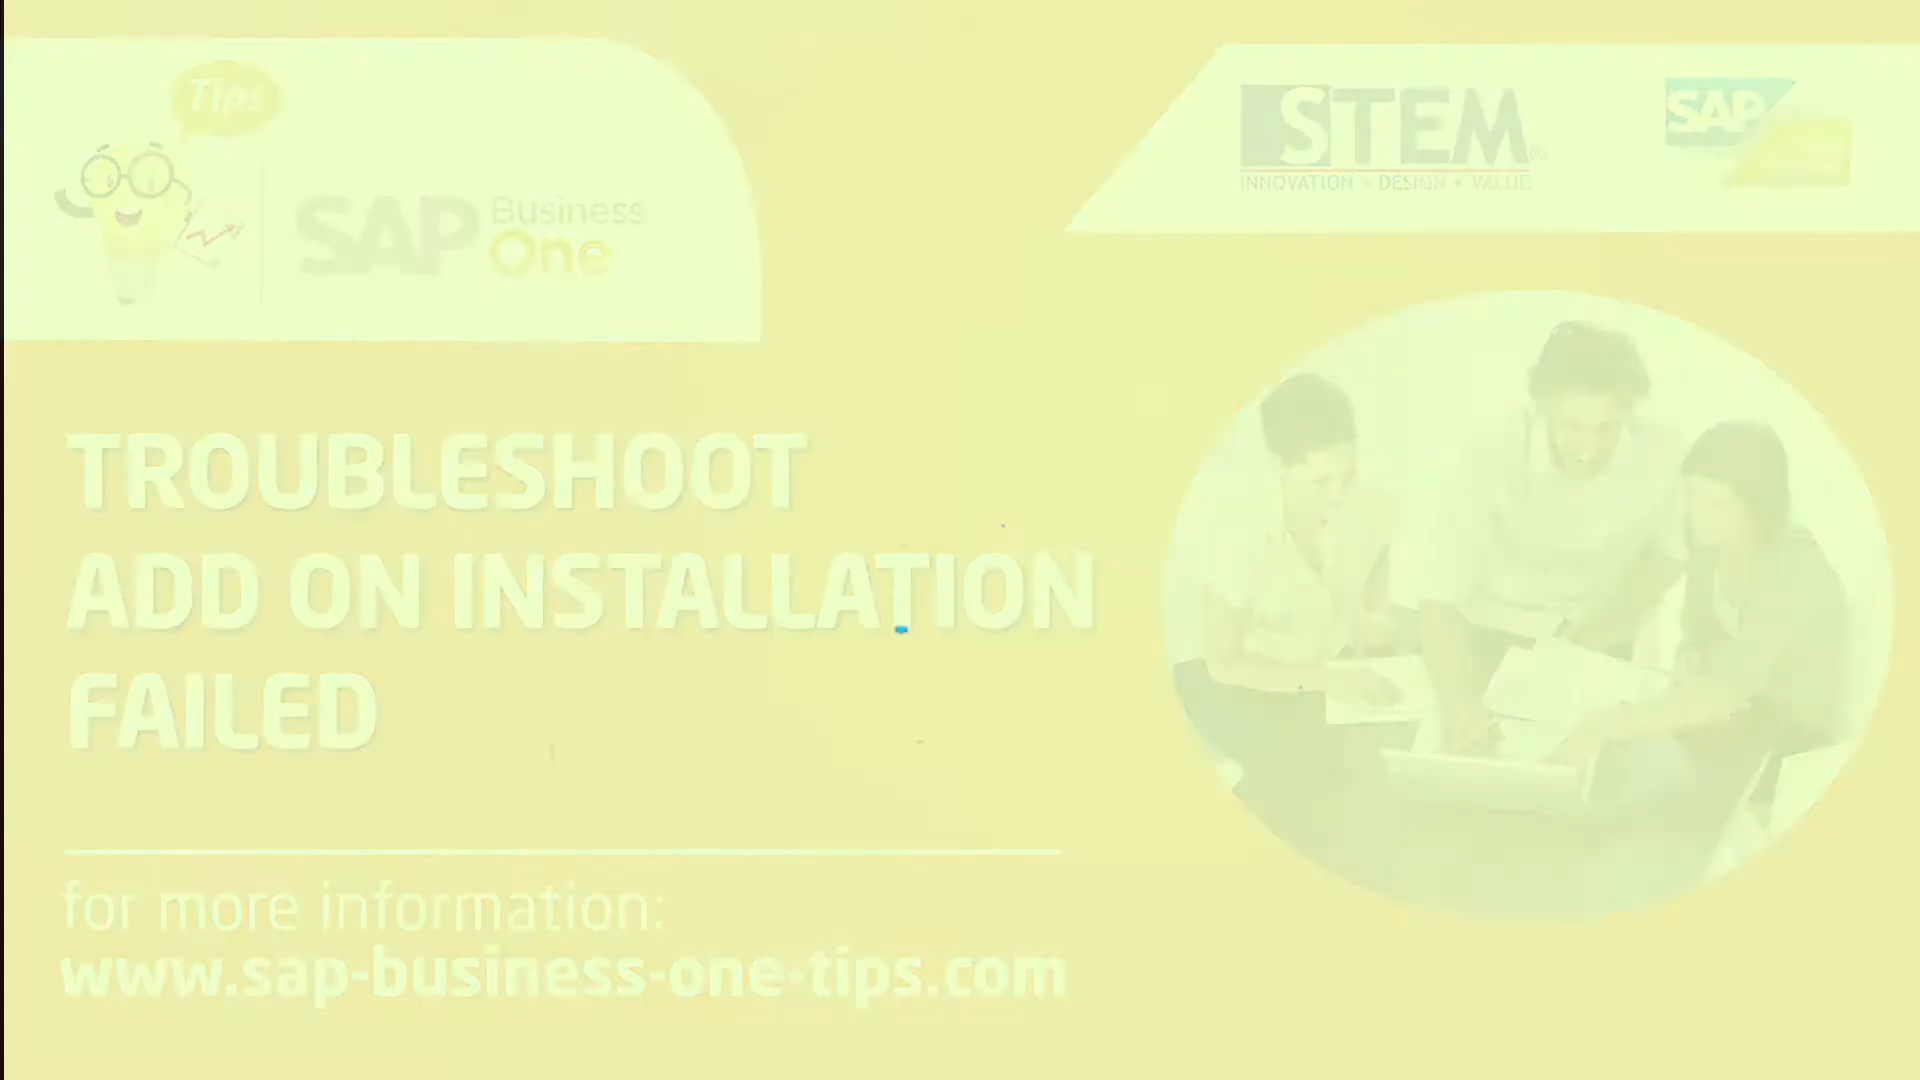 Tips
SAP Business
One
STEM®
INNOVATION • DESIGN • VALUE
SAP
TROUBLESHOOT
ADD ON INSTALLATION
FAILED
for more information:
www.sap-business-one-tips.com